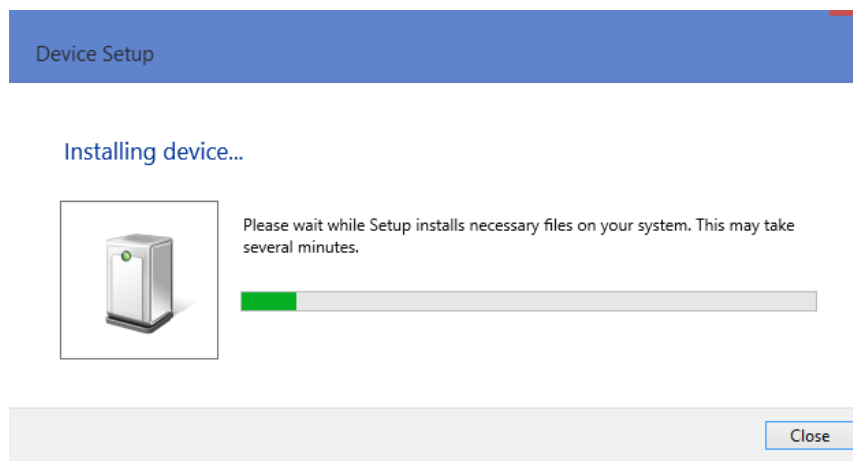 Device Setup
Installing device...
Please wait while Setup installs necessary files on your system. This may take
several minutes.
Close